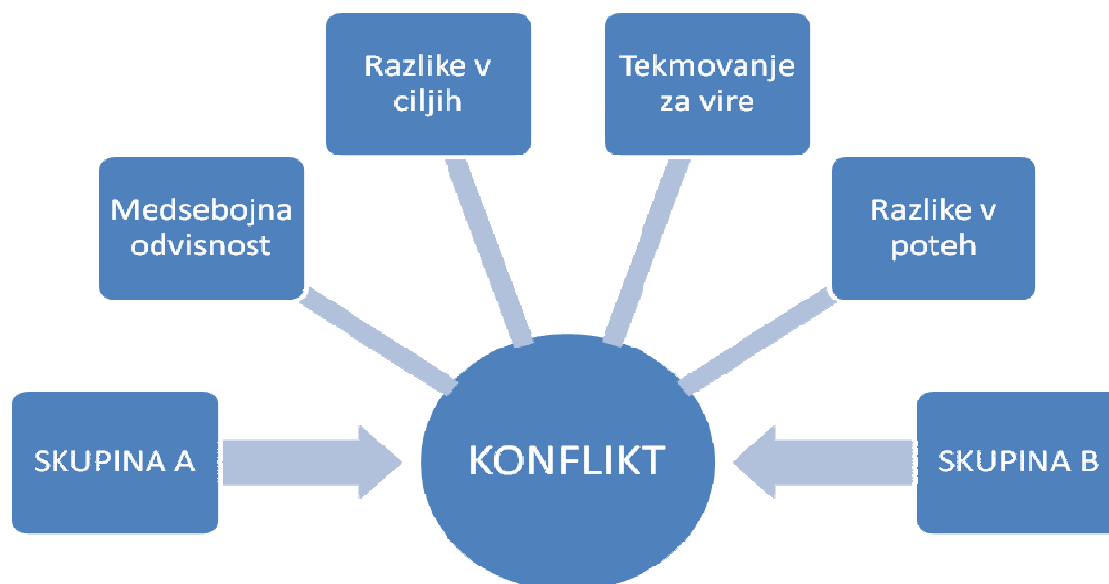 Razlike v
ciljih
Tekmovanje
za vire
Medsebojna
odvisnost
Razlike v
poteh
SKUPINA A
KONFLIKT
SKUPINA B